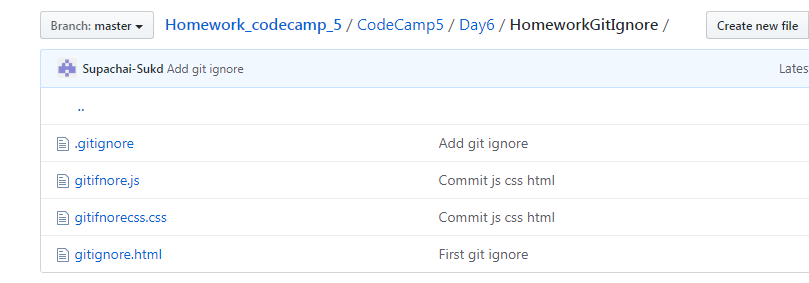 Branch: master Homework_codecamp_5 / CodeCamp5 / Day6 / HomeworkGitIgnore / Create new file
Supachai-Sukd Add git ignore Lates
..
.gitignore Add git ignore
gitifnore.js Commit js css html
gitifnorecss.css Commit js css html
gitignore.html First git ignore